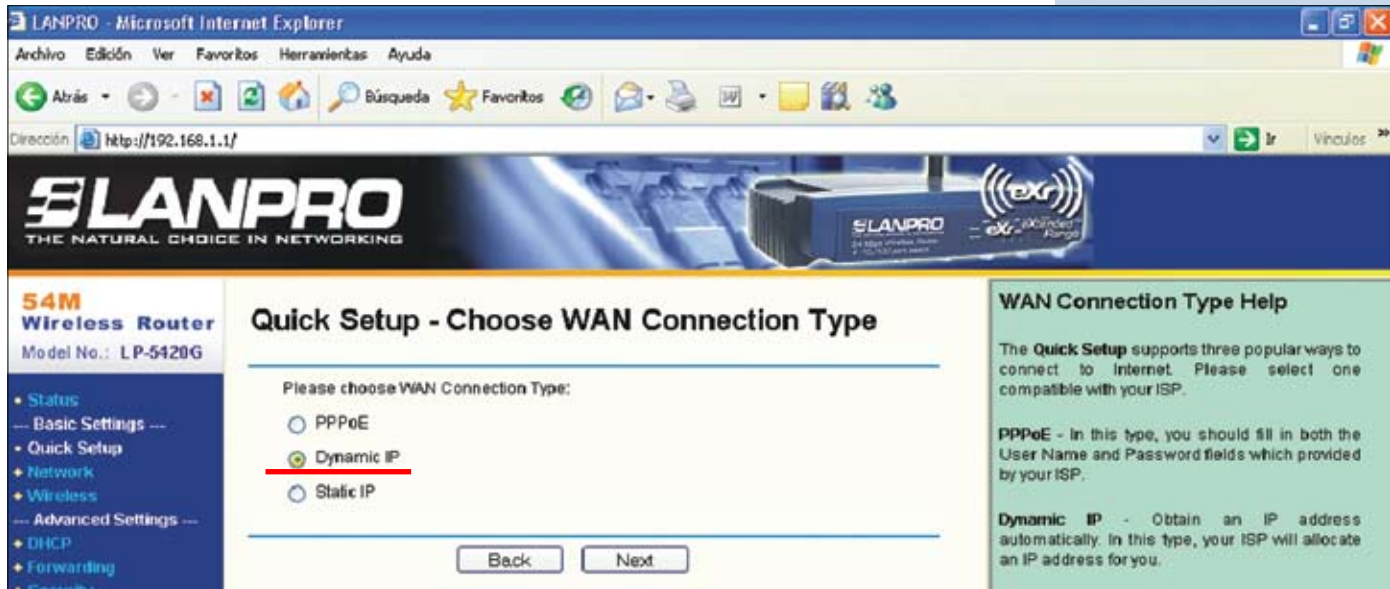 LANPRO - Microsoft Internet Explorer
Archivo Edición Ver Favoritos Herramientas Ayuda
Atrás Búsqueda Favoritos
Dirección http://192.168.1.1/ Ir Vínculos »
LANPRO
THE NATURAL CHOICE IN NETWORKING
LANPRO
((eXr))
eXr- eXtended Range
54M
Wireless Router
Model No.: LP-5420G
• Status
--- Basic Settings ---
• Quick Setup
• Network
• Wireless
--- Advanced Settings ---
• DHCP
• Forwarding
Quick Setup - Choose WAN Connection Type
Please choose WAN Connection Type:
PPPoE
Dynamic IP
Static IP
Back Next
WAN Connection Type Help
The Quick Setup supports three popular ways to
connect to Internet. Please select one
compatible with your ISP.
PPPoE - In this type, you should fill in both the
User Name and Password fields which provided
by your ISP.
Dynamic IP - Obtain an IP address
automatically. In this type, your ISP will allocate
an IP address for you.